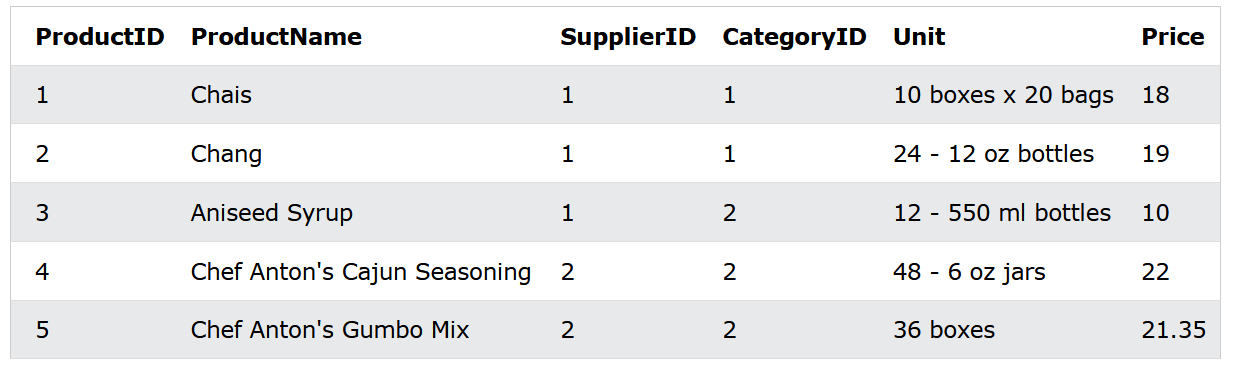 ProductID ProductName SupplierID CategoryID Unit Price
1 Chais 1 1 10 boxes x 20 bags 18
2 Chang 1 1 24 - 12 oz bottles 19
3 Aniseed Syrup 1 2 12 - 550 ml bottles 10
4 Chef Anton's Cajun Seasoning 2 2 48 - 6 oz jars 22
5 Chef Anton's Gumbo Mix 2 2 36 boxes 21.35